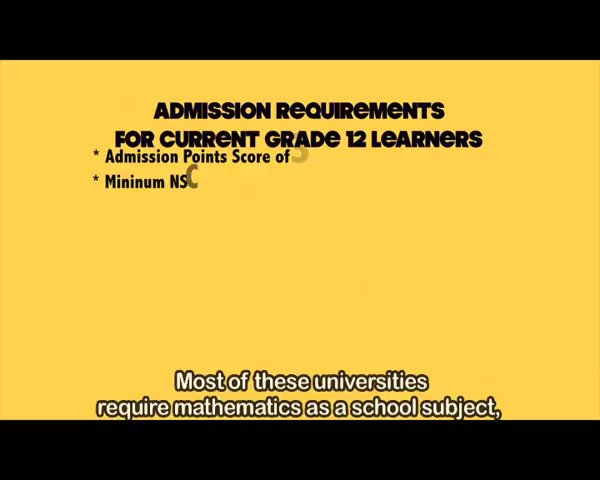 ADMISSION REQUIREMENTS
FOR CURRENT GRADE 12 LEARNERS
* Admission Points Score of
* Mininum NSC
Most of these universities
require mathematics as a school subject,